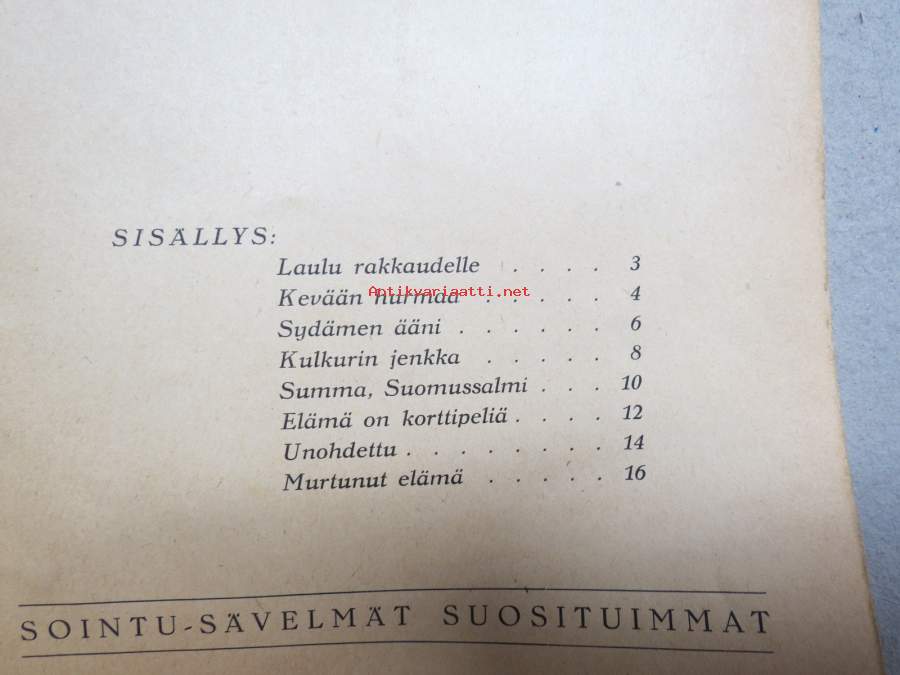 SISÄLLYS:
Laulu rakkaudelle . . . . 3
Antikvariaatti.net
Kevään hurmaa . . . . . 4
Sydämen ääni . . . . . . 6
Kulkurin jenkka . . . . . 8
Summa, Suomussalmi . . . 10
Elämä on korttipeliä . . . . 12
Unohdettu . . . . . . . . 14
Murtunut elämä . . . . . 16
SOINTU-SÄVELMÄT SUOSITUIMMAT